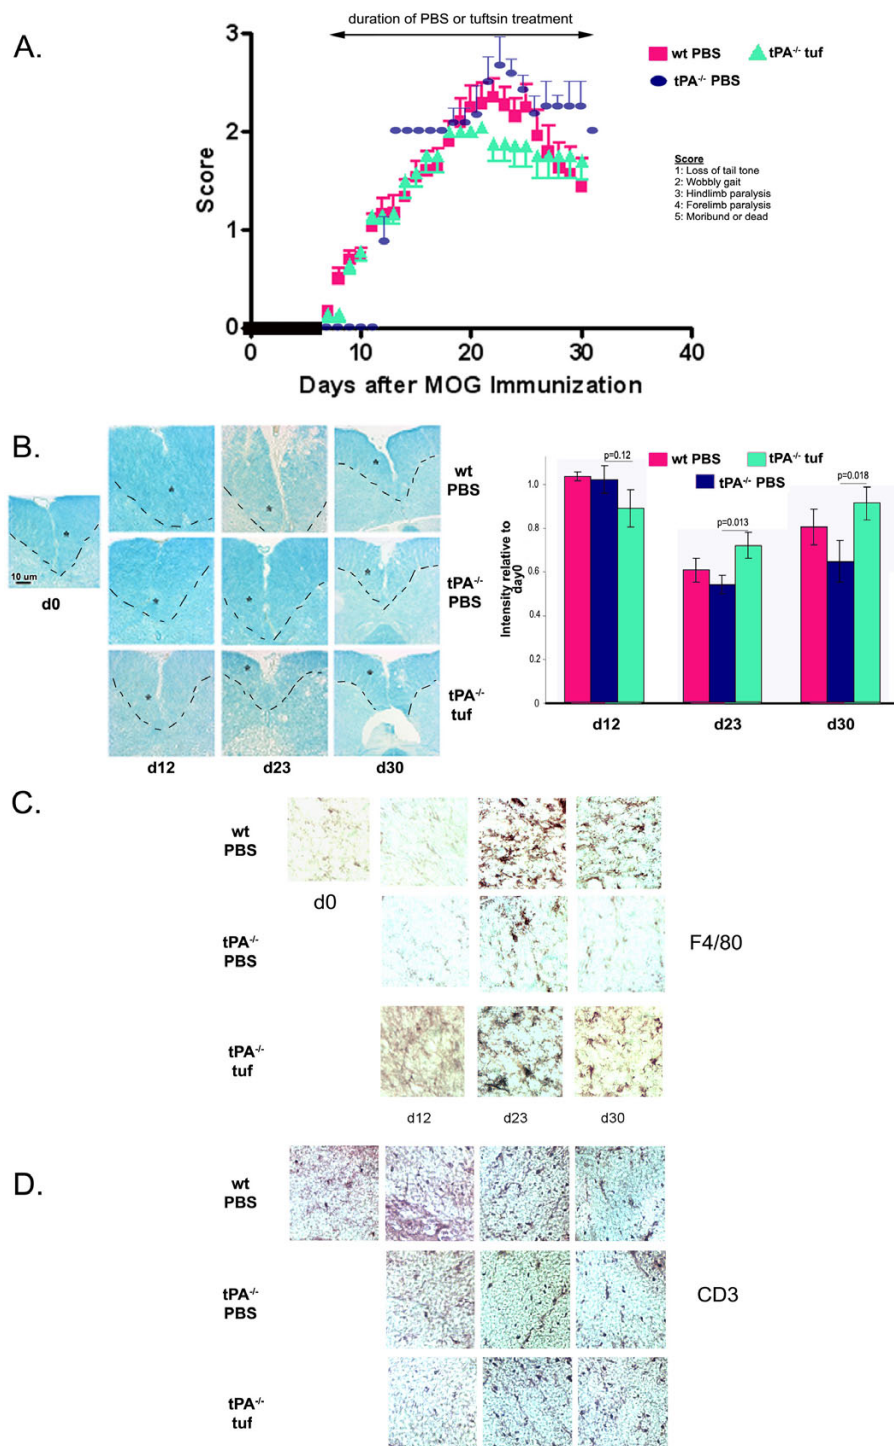 A.
duration of PBS or tuftsin treatment
wt PBS
tPA-/- tuf
tPA-/- PBS
3
2
1
0
Score
Score
1: Loss of tail tone
2: Wobbly gait
3: Hindlimb paralysis
4: Forelimb paralysis
5: Moribund or dead
0 10 20 30 40
Days after MOG Immunization
B.
wt
PBS
10 um
d0
tPA-/-
PBS
tPA-/-
tuf
d12 d23 d30
wt PBS
tPA-/- tuf
tPA-/- PBS
p=0.12
p=0.013
p=0.018
Intensity relative to
day0
1.0
0.8
0.6
0.4
0.2
0
d12 d23 d30
C.
wt
PBS
d0
tPA-/-
PBS
F4/80
tPA-/-
tuf
d12 d23 d30
D.
wt
PBS
tPA-/-
PBS
CD3
tPA-/-
tuf